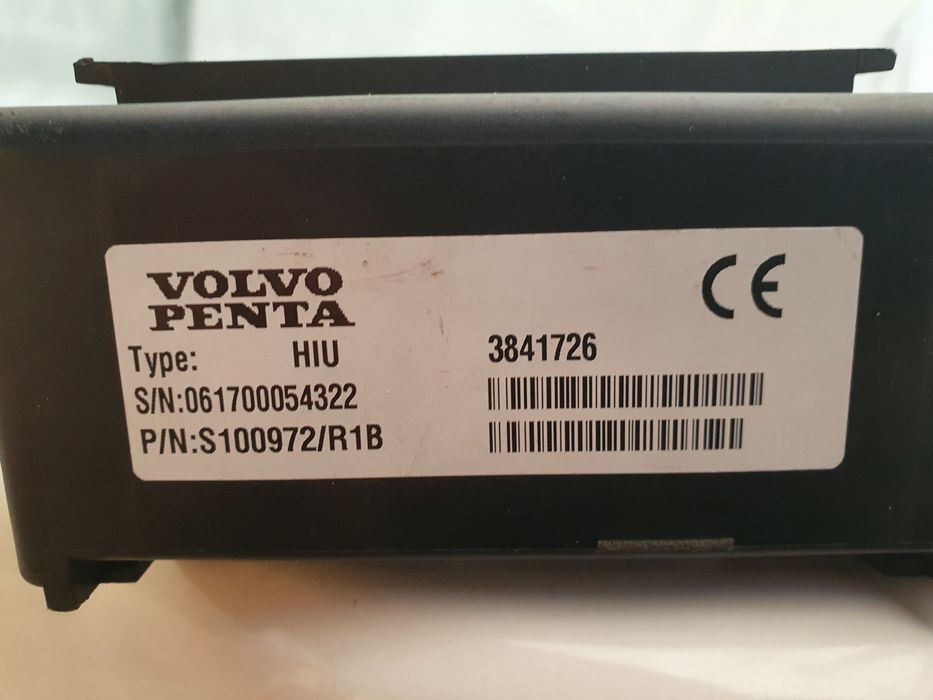 VOLVO
PENTA
CE
Type: HIU 3841726
S/N:061700054322
P/N:S100972/R1B